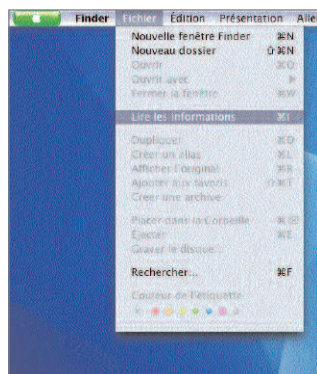 Finder Fichier Édition Présentation Alle
Nouvelle fenêtre Finder ⌘N
Nouveau dossier ⇧⌘N
Ouvrir ⌘O
Ouvrir avec
Fermer la fenêtre ⌘W
Lire les informations ⌘I
Dupliquer ⌘D
Créer un alias ⌘L
Afficher l'original ⌘R
Ajouter aux favoris ⇧⌘T
Créer une archive
Placer dans la Corbeille ⌘⌫
Éjecter ⌘E
Graver le disque...
Rechercher... ⌘F
Couleur de l'étiquette